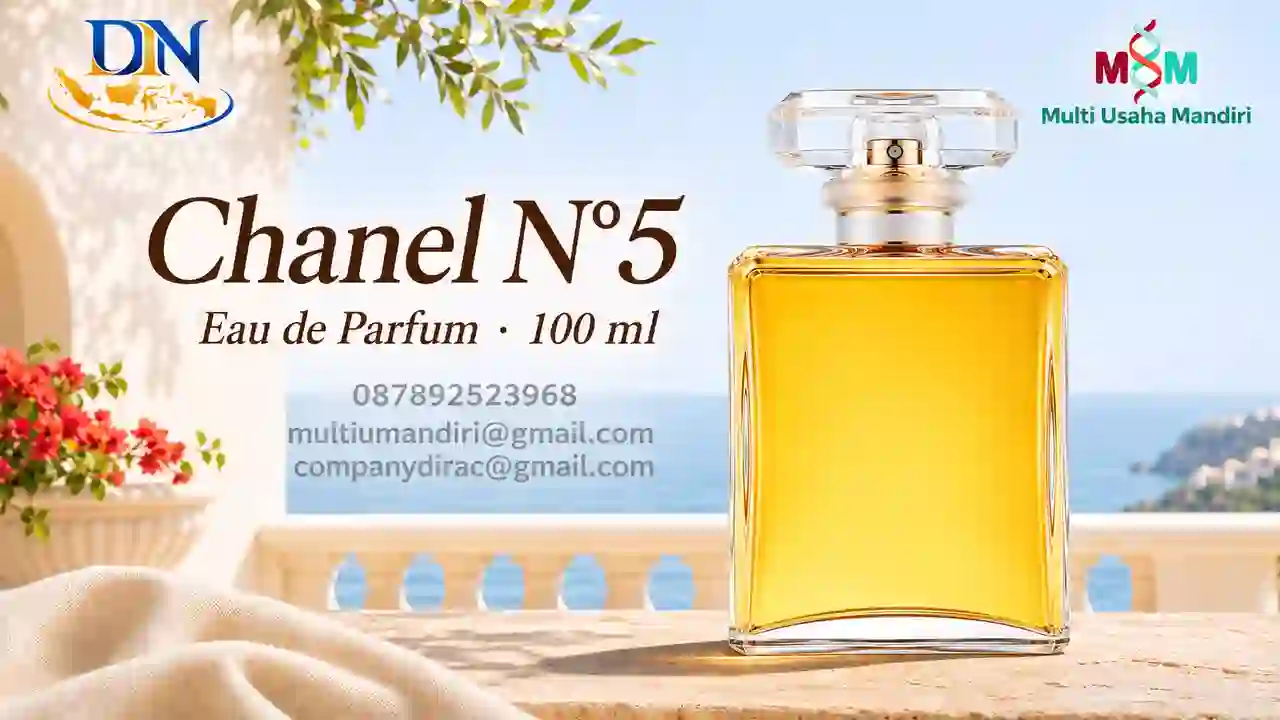 DN
MSM
Multi Usaha Mandiri
Chanel N°5
Eau de Parfum · 100 ml
087892523968
multiumandiri@gmail.com
companydirac@gmail.com